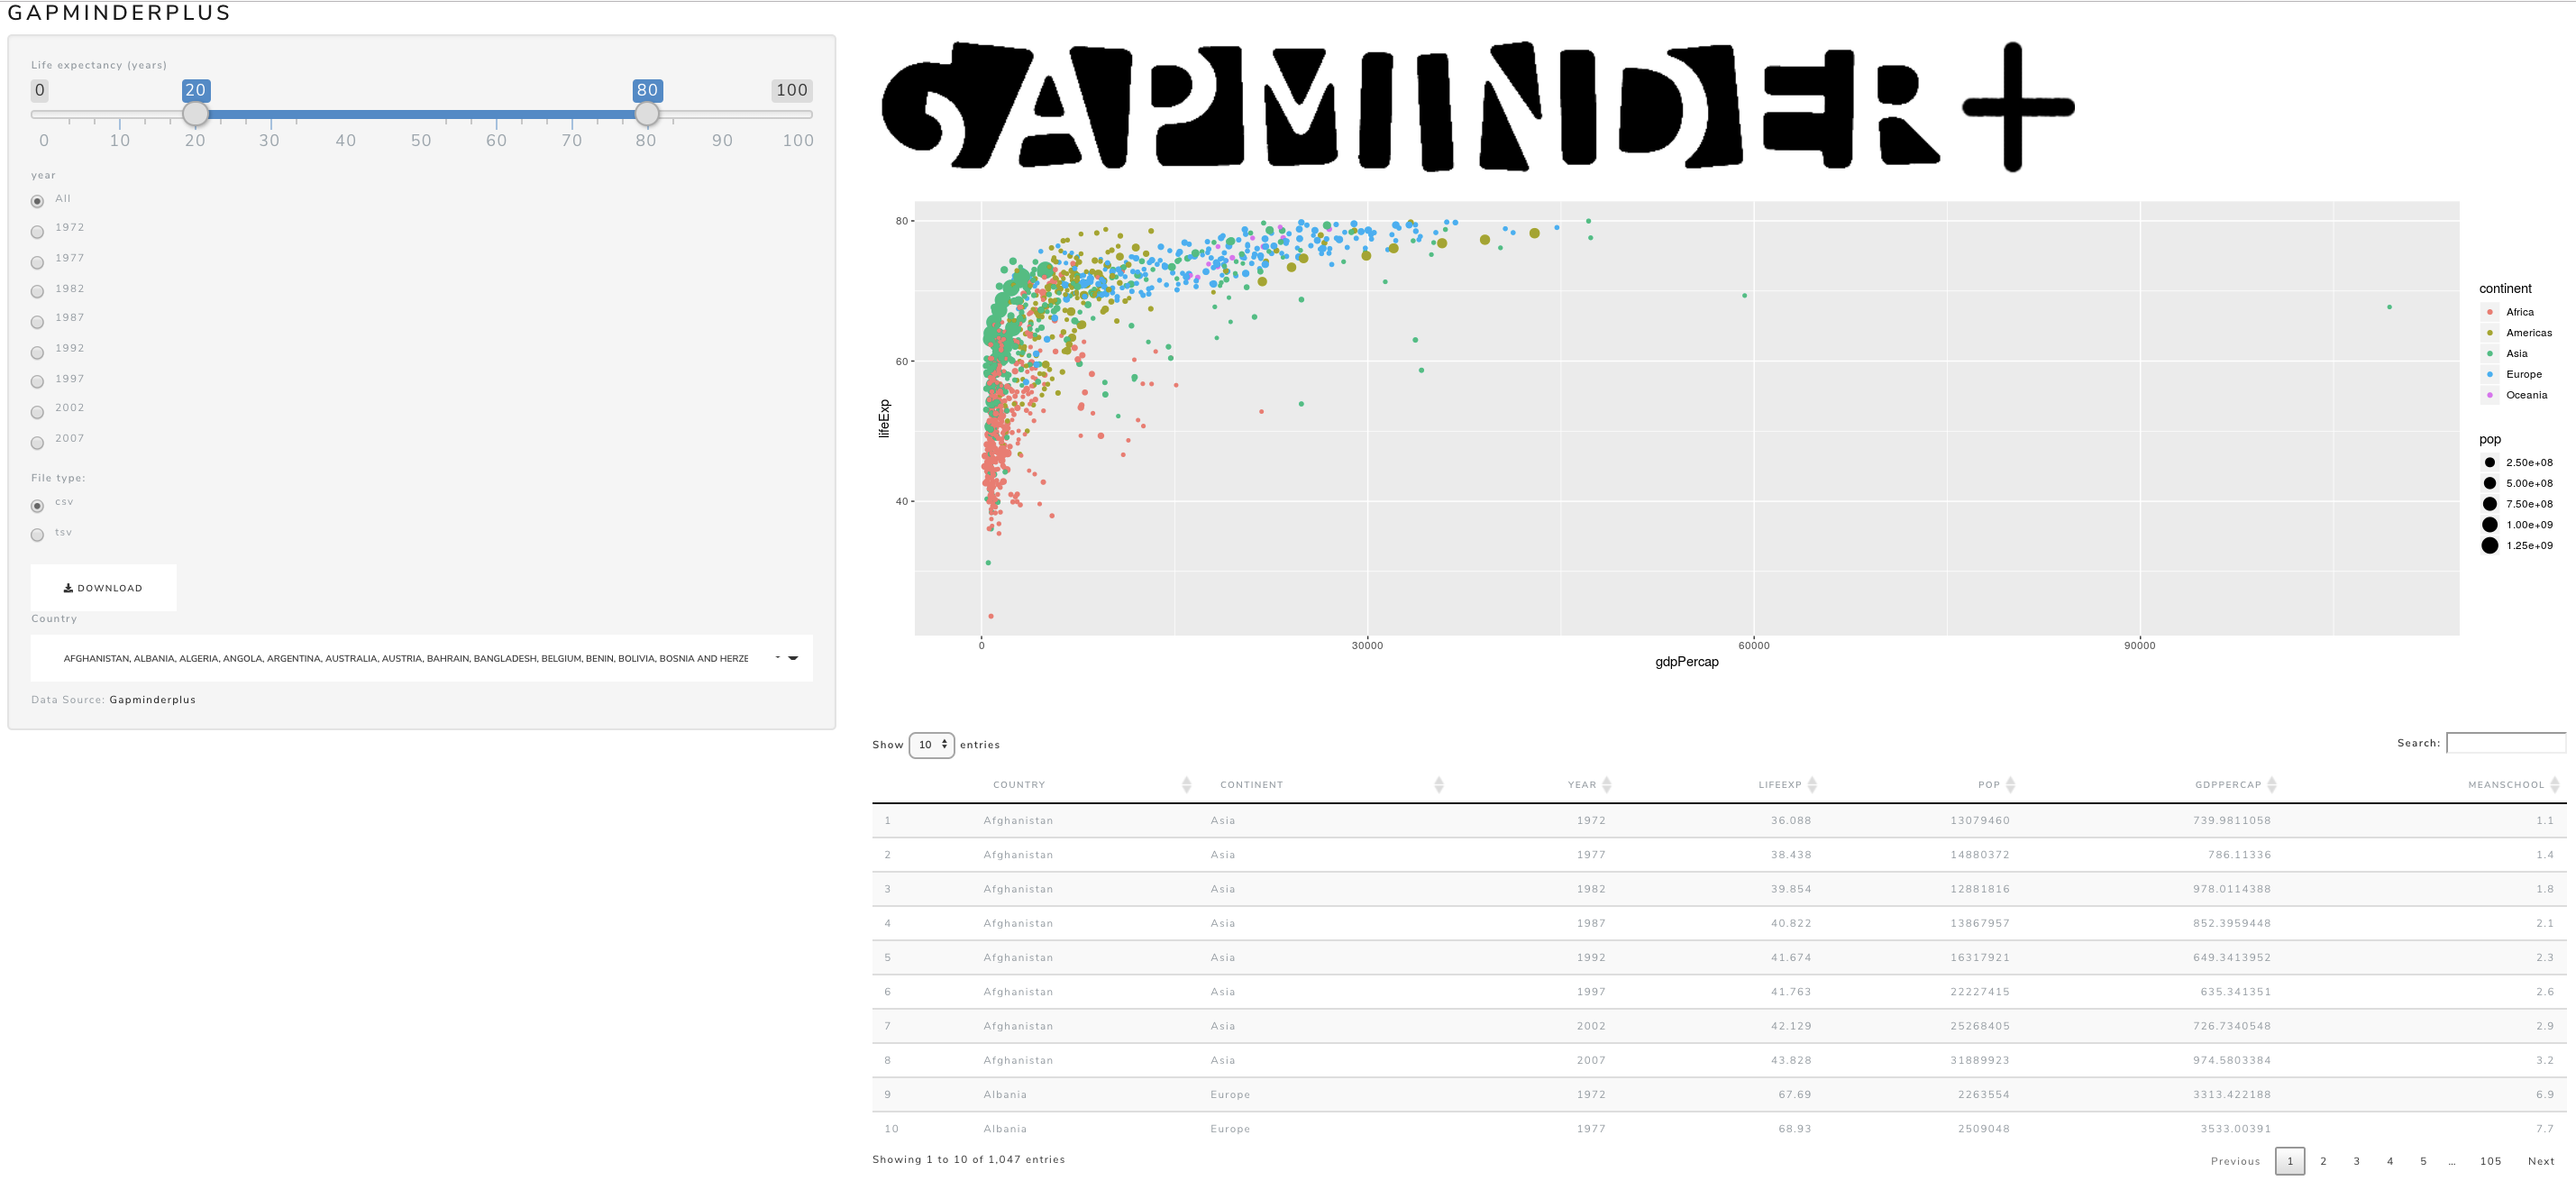 GAPMINDERPLUS
Life expectancy (years)
0 20 80 100
0 10 20 30 40 50 60 70 80 90 100
year
All
1972
1977
1982
1987
1992
1997
2002
2007
File type:
csv
tsv
DOWNLOAD
Country
AFGHANISTAN, ALBANIA, ALGERIA, ANGOLA, ARGENTINA, AUSTRALIA, AUSTRIA, BAHRAIN, BANGLADESH, BELGIUM, BENIN, BOLIVIA, BOSNIA AND HERZE
Data Source: Gapminderplus
GAPMINDER+
80
60
40
lifeExp
0 30000 60000 90000
gdpPercap
continent
Africa
Americas
Asia
Europe
Oceania
pop
2.50e+08
5.00e+08
7.50e+08
1.00e+09
1.25e+09
Show 10 entries
Search:
COUNTRY CONTINENT YEAR LIFEEXP POP GDPPERCAP MEANSCHOOL
1 Afghanistan Asia 1972 36.088 13079460 739.9811058 1.1
2 Afghanistan Asia 1977 38.438 14880372 786.11336 1.4
3 Afghanistan Asia 1982 39.854 12881816 978.0114388 1.8
4 Afghanistan Asia 1987 40.822 13867957 852.3959448 2.1
5 Afghanistan Asia 1992 41.674 16317921 649.3413952 2.3
6 Afghanistan Asia 1997 41.763 22227415 635.341351 2.6
7 Afghanistan Asia 2002 42.129 25268405 726.7340548 2.9
8 Afghanistan Asia 2007 43.828 31889923 974.5803384 3.2
9 Albania Europe 1972 67.69 2263554 3313.422188 6.9
10 Albania Europe 1977 68.93 2509048 3533.00391 7.7
Showing 1 to 10 of 1,047 entries
Previous 1 2 3 4 5 … 105 Next